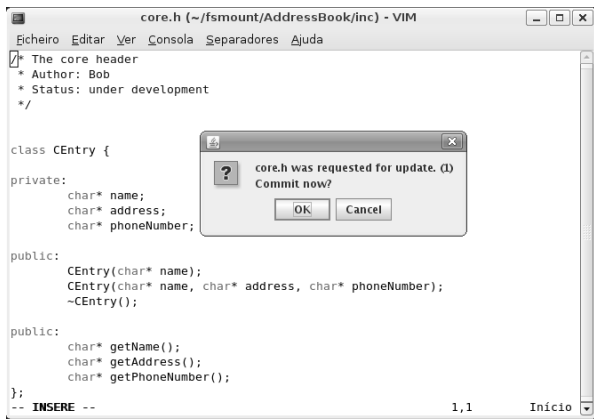 core.h (~/fsmount/AddressBook/inc) - VIM
Ficheiro Editar Ver Consola Separadores Ajuda
/* The core header
 * Author: Bob
 * Status: under development
 */
class CEntry {
private:
        char* name;
        char* address;
        char* phoneNumber;
public:
        CEntry(char* name);
        CEntry(char* name, char* address, char* phoneNumber);
        ~CEntry();
public:
        char* getName();
        char* getAddress();
        char* getPhoneNumber();
};
-- INSERE -- 1,1 Início
core.h was requested for update. (1)
Commit now?
OK Cancel